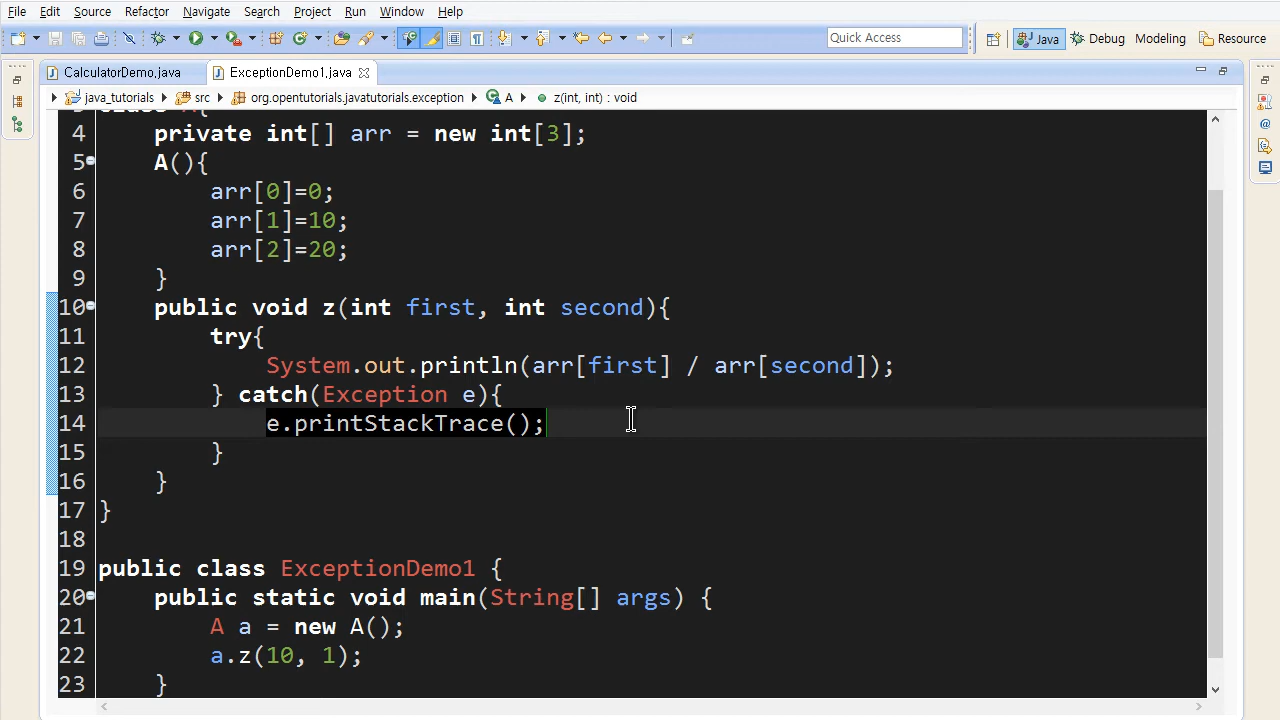 File Edit Source Refactor Navigate Search Project Run Window Help
Quick Access Java Debug Modeling Resource
CalculatorDemo.java ExceptionDemo1.java
java_tutorials src org.opentutorials.javatutorials.exception A z(int, int) : void
4 private int[] arr = new int[3];
5 A(){
6 arr[0]=0;
7 arr[1]=10;
8 arr[2]=20;
9 }
10 public void z(int first, int second){
11 try{
12 System.out.println(arr[first] / arr[second]);
13 } catch(Exception e){
14 e.printStackTrace();
15 }
16 }
17 }
18
19 public class ExceptionDemo1 {
20 public static void main(String[] args) {
21 A a = new A();
22 a.z(10, 1);
23 }